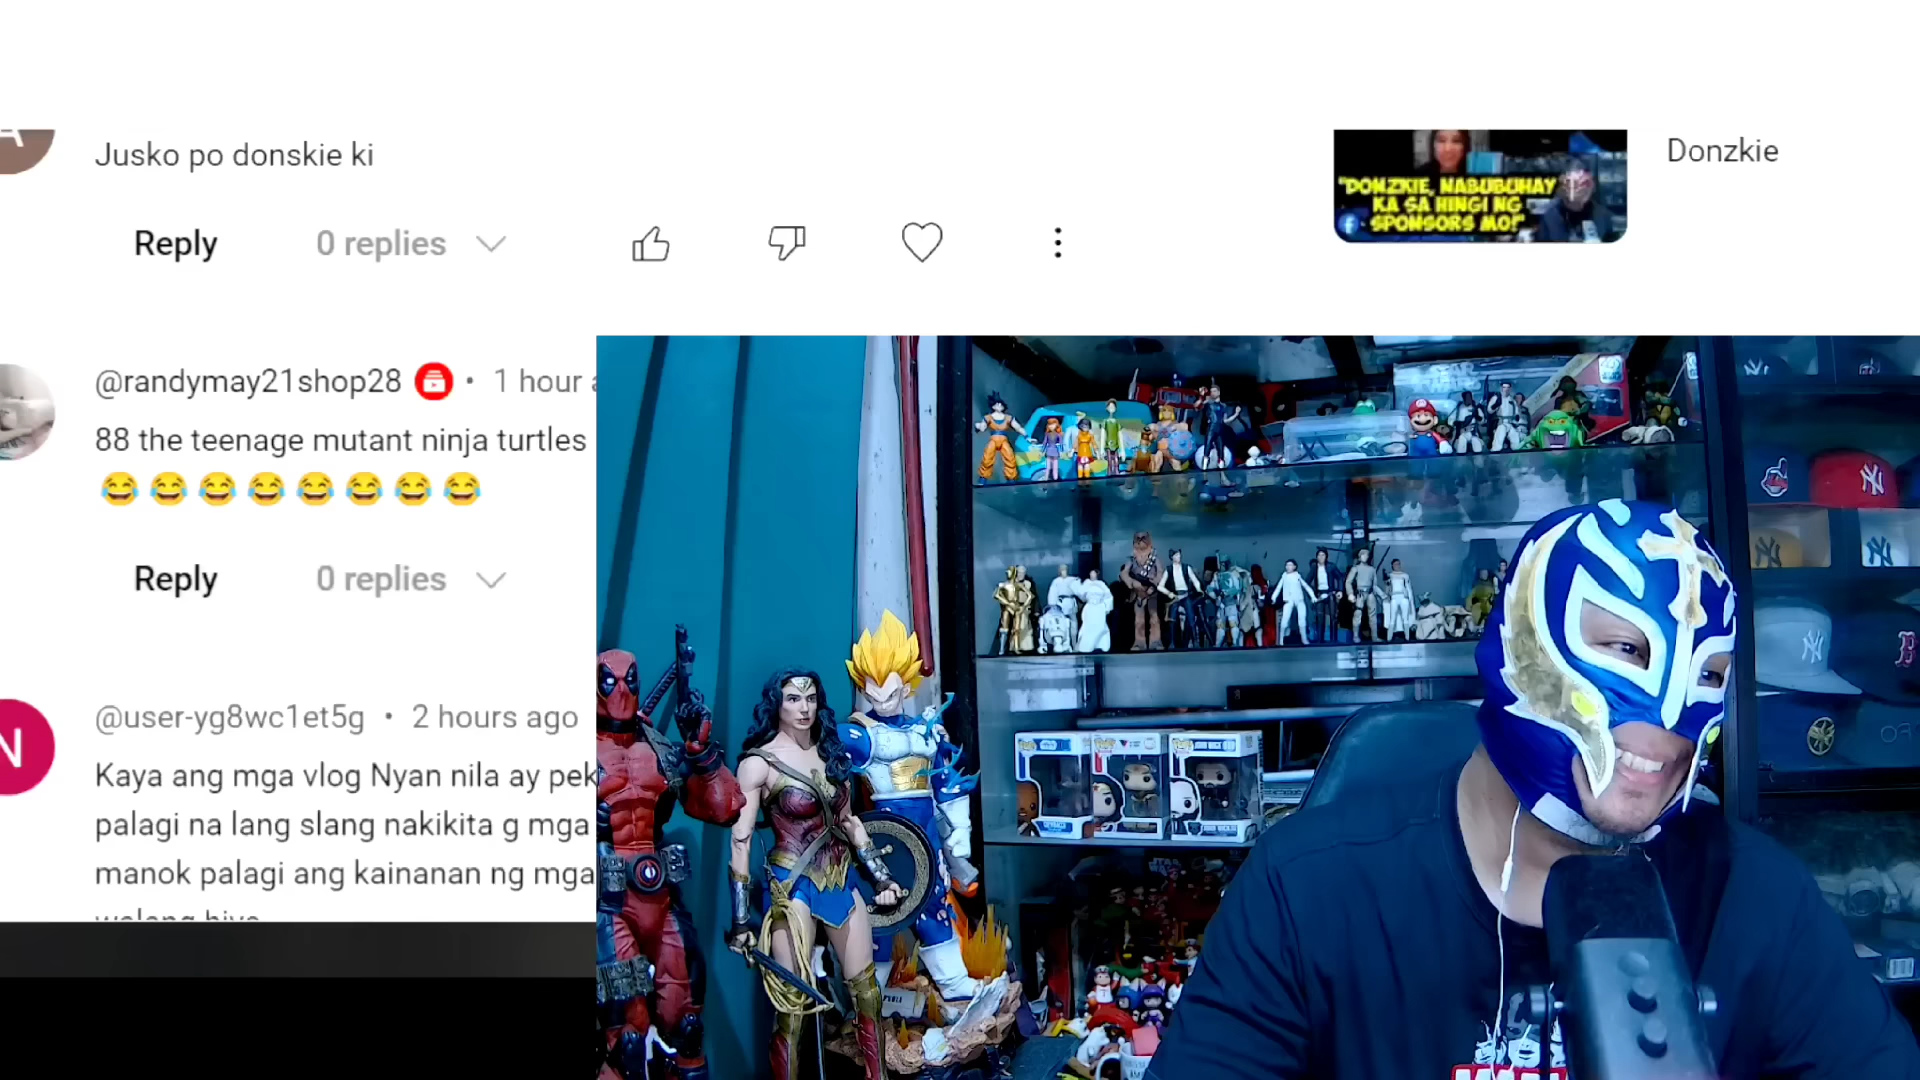 Jusko po donskie ki
Reply
0 replies
"DONZKIE, NABUBUHAY
KA SA HINGI NG
SPONSORS MO!"
Donzkie
@randymay21shop28 • 1 hour
88 the teenage mutant ninja turtles
Reply
0 replies
N
@user-yg8wc1et5g • 2 hours ago
Kaya ang mga vlog Nyan nila ay pek
palagi na lang slang nakikita g mga
manok palagi ang kainanan ng mga